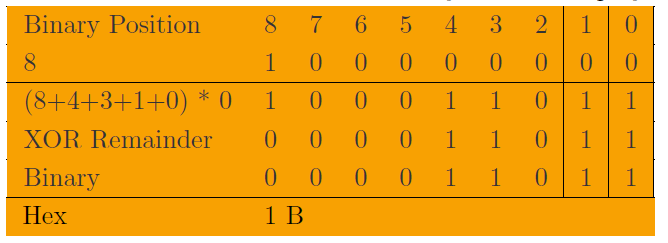 Binary Position 8 7 6 5 4 3 2 1 0
8 1 0 0 0 0 0 0 0 0
(8+4+3+1+0) * 0 1 0 0 0 1 1 0 1 1
XOR Remainder 0 0 0 0 1 1 0 1 1
Binary 0 0 0 0 1 1 0 1 1
Hex 1 B